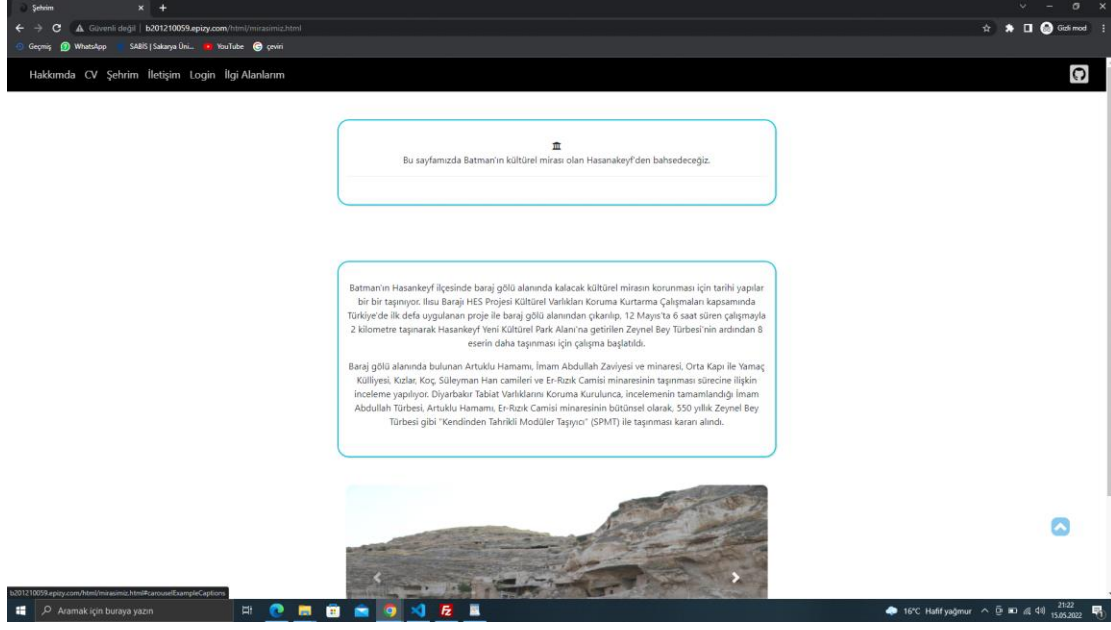 Şehrim
Güvenli değil | b201210059.epizy.com/html/mirasimiz.html
Gizli mod
Geçmiş WhatsApp SABİS | Sakarya Üni... YouTube çeviri
Hakkımda CV Şehrim İletişim Login İlgi Alanlarım
Bu sayfamızda Batman'ın kültürel mirası olan Hasanakeyf'den bahsedeceğiz.
Batman'ın Hasankeyf ilçesinde baraj gölü alanında kalacak kültürel mirasın korunması için tarihi yapılar
bir bir taşınıyor. Ilısu Barajı HES Projesi Kültürel Varlıkları Koruma Kurtarma Çalışmaları kapsamında
Türkiye'de ilk defa uygulanan proje ile baraj gölü alanından çıkarılıp, 12 Mayıs'ta 6 saat süren çalışmayla
2 kilometre taşınarak Hasankeyf Yeni Kültürel Park Alanı'na getirilen Zeynel Bey Türbesi'nin ardından 8
eserin daha taşınması için çalışma başlatıldı.
Baraj gölü alanında bulunan Artuklu Hamamı, İmam Abdullah Zaviyesi ve minaresi, Orta Kapı ile Yamaç
Külliyesi, Kızlar, Koç, Süleyman Han camileri ve Er-Rızık Camisi minaresinin taşınması sürecine ilişkin
inceleme yapılıyor. Diyarbakır Tabiat Varlıklarını Koruma Kurulunca, incelemenin tamamlandığı İmam
Abdullah Türbesi, Artuklu Hamamı, Er-Rızık Camisi minaresinin bütünsel olarak, 550 yıllık Zeynel Bey
Türbesi gibi "Kendinden Tahrikli Modüler Taşıyıcı" (SPMT) ile taşınması kararı alındı.
b201210059.epizy.com/html/mirasimiz.html#carouselExampleCaptions
Aramak için buraya yazın
16°C Hafif yağmur
21:22
15.05.2022